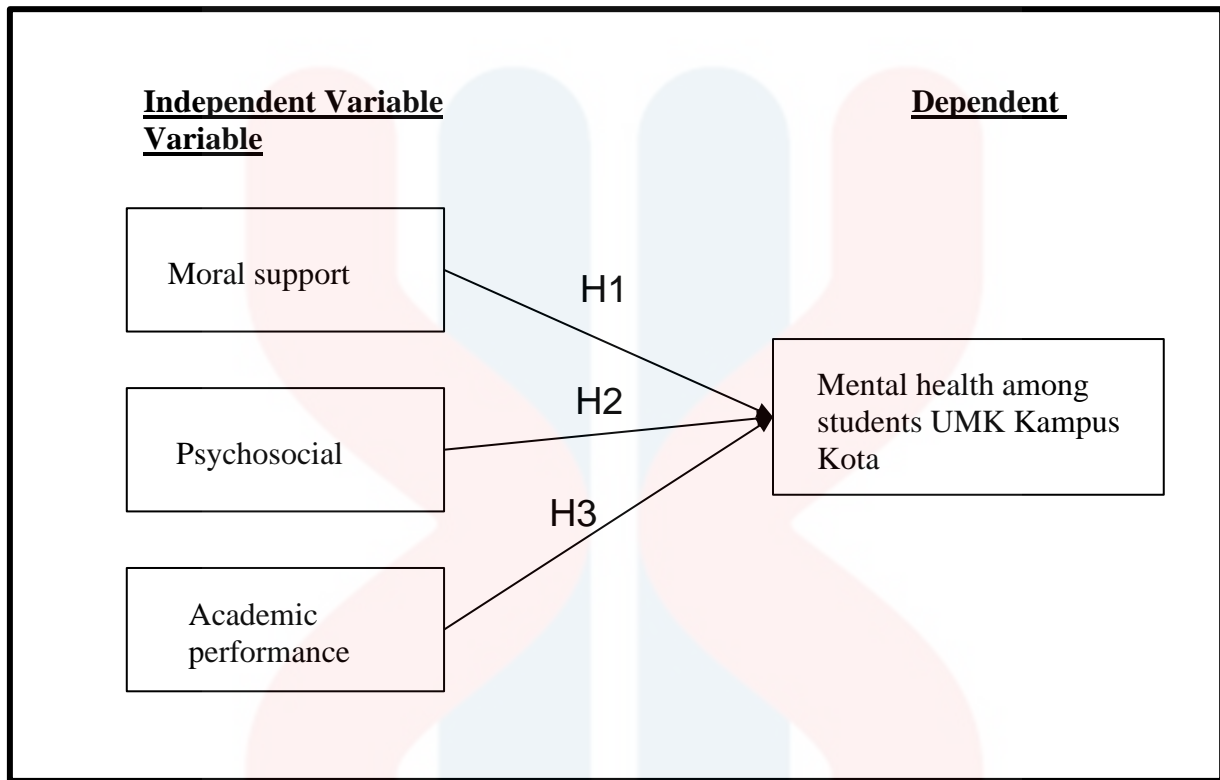 Independent Variable Dependent
Variable
Moral support
H1
Mental health among
students UMK Kampus
Kota
H2
Psychosocial
H3
Academic
performance